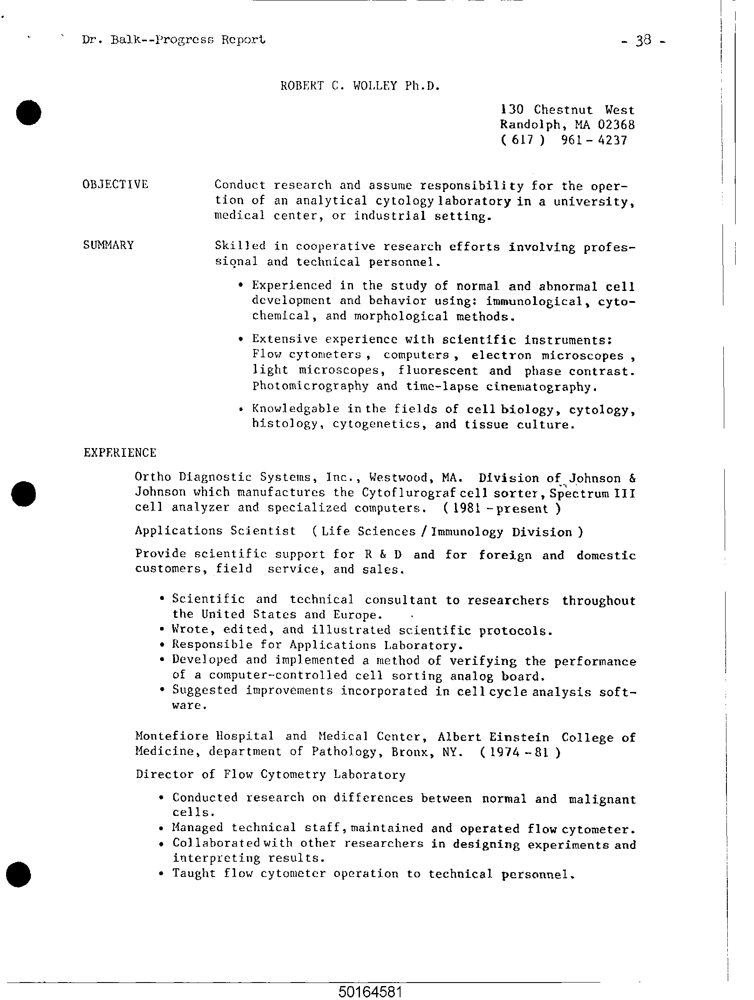 Dr. Balk--Progress Report - 38 -
ROBERT C. WOLLEY Ph.D.
130 Chestnut West
Randolph, MA 02368
( 617 ) 961 - 4237
OBJECTIVE Conduct research and assume responsibility for the oper-
tion of an analytical cytology laboratory in a university,
medical center, or industrial setting.
SUMMARY Skilled in cooperative research efforts involving profes-
sional and technical personnel.
• Experienced in the study of normal and abnormal cell
development and behavior using: immunological, cyto-
chemical, and morphological methods.
• Extensive experience with scientific instruments:
Flow cytometers , computers , electron microscopes ,
light microscopes, fluorescent and phase contrast.
Photomicrography and time-lapse cinematography.
• Knowledgable in the fields of cell biology, cytology,
histology, cytogenetics, and tissue culture.
EXPERIENCE
Ortho Diagnostic Systems, Inc., Westwood, MA. Division of Johnson &
Johnson which manufactures the Cytoflurograf cell sorter, Spectrum III
cell analyzer and specialized computers. ( 1981 - present )
Applications Scientist ( Life Sciences / Immunology Division )
Provide scientific support for R & D and for foreign and domestic
customers, field service, and sales.
• Scientific and technical consultant to researchers throughout
the United States and Europe.
• Wrote, edited, and illustrated scientific protocols.
• Responsible for Applications Laboratory.
• Developed and implemented a method of verifying the performance
of a computer-controlled cell sorting analog board.
• Suggested improvements incorporated in cell cycle analysis soft-
ware.
Montefiore Hospital and Medical Center, Albert Einstein College of
Medicine, department of Pathology, Bronx, NY. ( 1974 - 81 )
Director of Flow Cytometry Laboratory
• Conducted research on differences between normal and malignant
cells.
• Managed technical staff, maintained and operated flow cytometer.
• Collaborated with other researchers in designing experiments and
interpreting results.
• Taught flow cytometer operation to technical personnel.
50164581